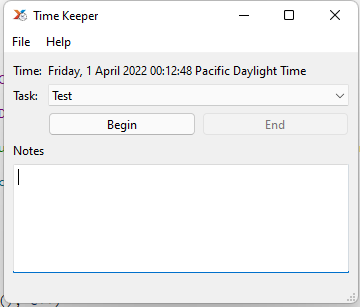 Time Keeper
File Help
Time: Friday, 1 April 2022 00:12:48 Pacific Daylight Time
Task: Test
Begin End
Notes